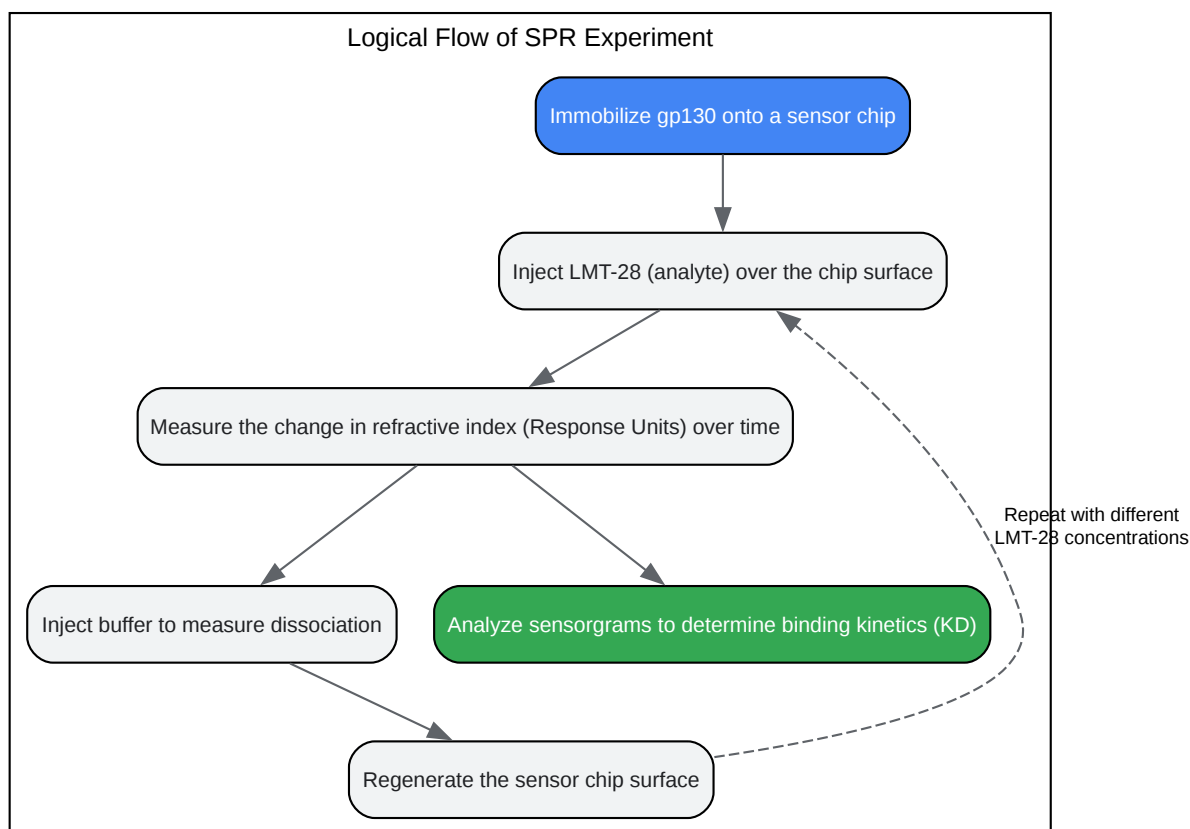 Logical Flow of SPR Experiment
Immobilize gp130 onto a sensor chip
Inject LMT-28 (analyte) over the chip surface
Measure the change in refractive index (Response Units) over time
Repeat with different
LMT-28 concentrations
Inject buffer to measure dissociation
Analyze sensorgrams to determine binding kinetics (KD)
Regenerate the sensor chip surface